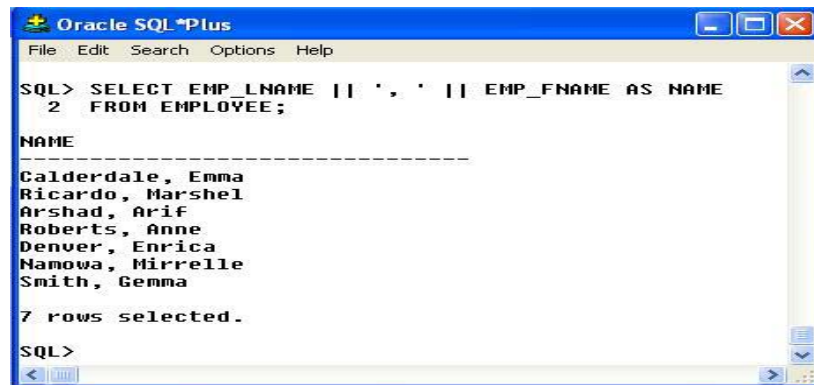 Oracle SQL*Plus
File Edit Search Options Help
SQL> SELECT EMP_LNAME || ', ' || EMP_FNAME AS NAME
2 FROM EMPLOYEE;
NAME
---------------------------------
Calderdale, Emma
Ricardo, Marshel
Arshad, Arif
Roberts, Anne
Denver, Enrica
Namowa, Mirrelle
Smith, Gemma
7 rows selected.
SQL>